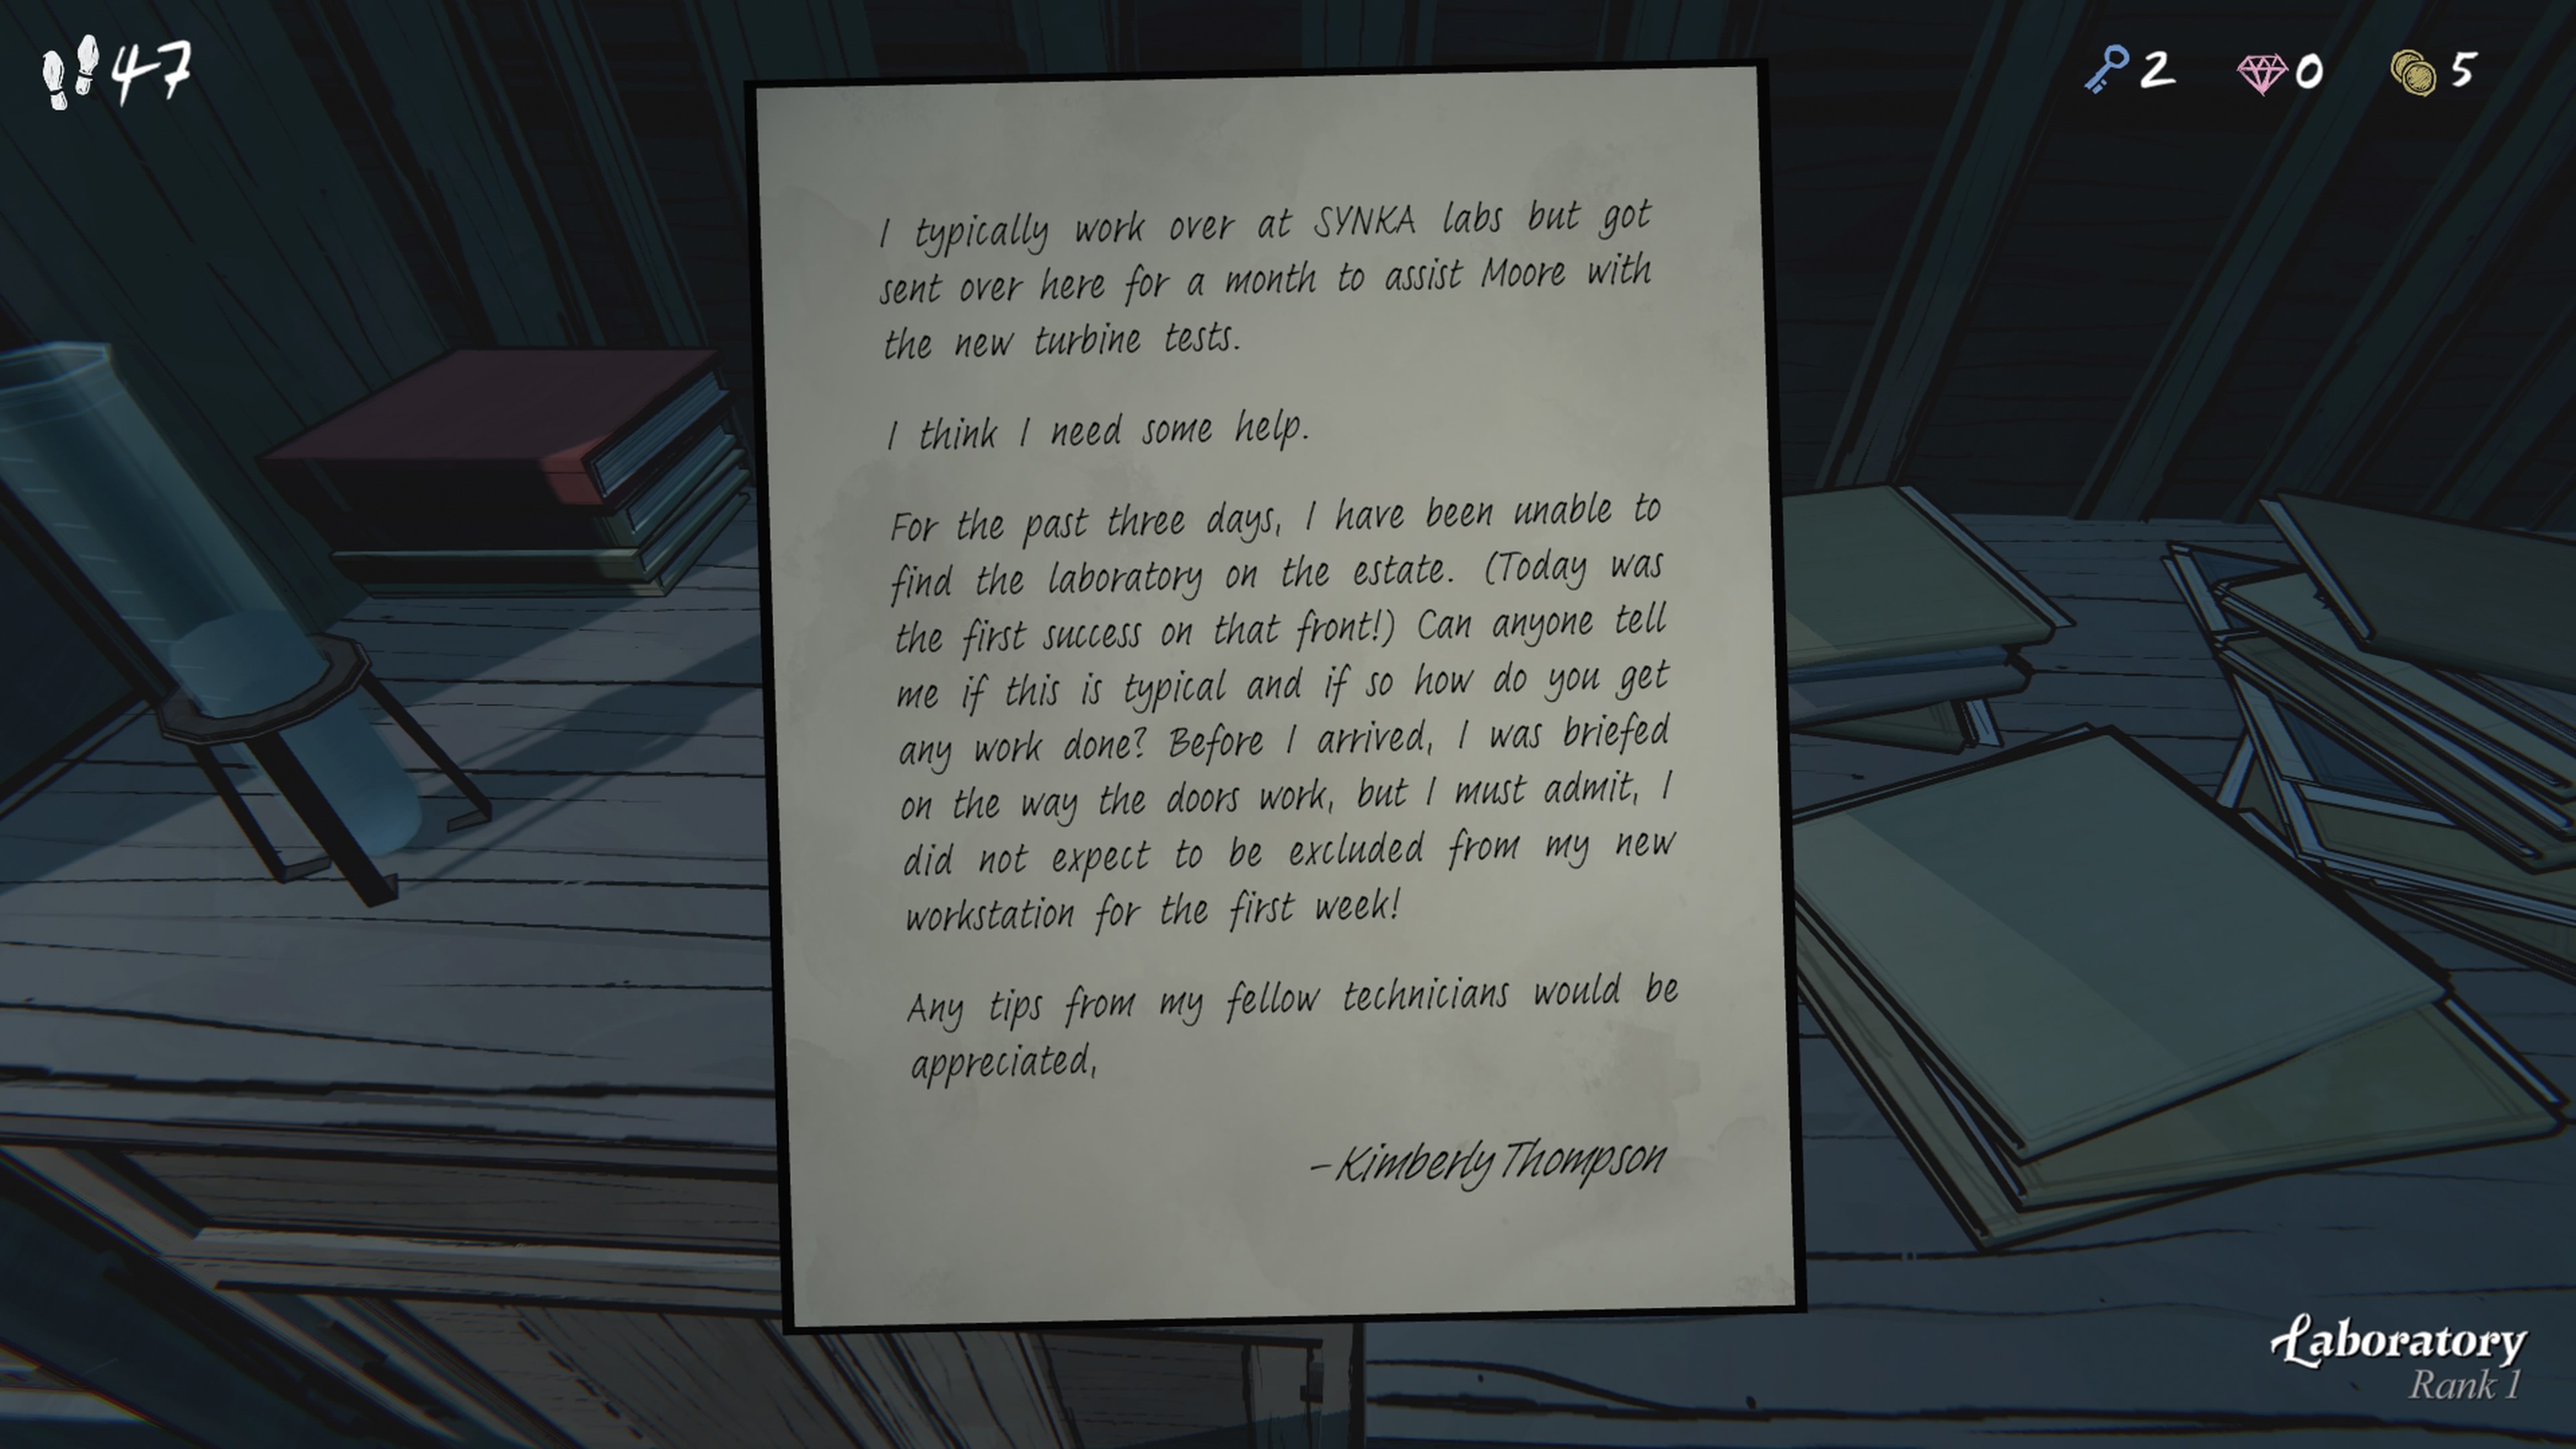 47
2 0 5
I typically work over at SYNKA labs but got
sent over here for a month to assist Moore with
the new turbine tests.
I think I need some help.
For the past three days, I have been unable to
find the laboratory on the estate. (Today was
the first success on that front!) Can anyone tell
me if this is typical and if so how do you get
any work done? Before I arrived, I was briefed
on the way the doors work, but I must admit, I
did not expect to be excluded from my new
workstation for the first week!
Any tips from my fellow technicians would be
appreciated,
–Kimberly Thompson
Laboratory
Rank 1